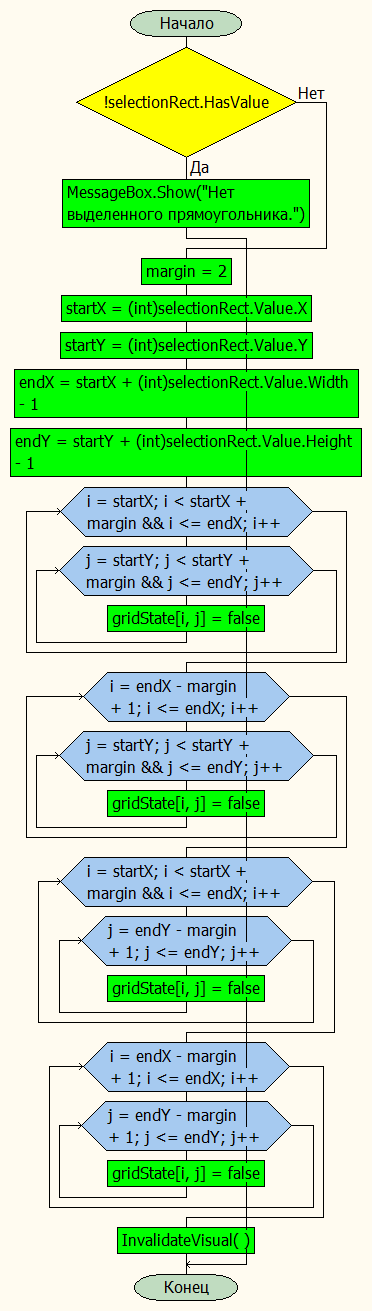 Начало
!selectionRect.HasValue
Нет
Да
MessageBox.Show("Нет
выделенного прямоугольника.")
margin = 2
startX = (int)selectionRect.Value.X
startY = (int)selectionRect.Value.Y
endX = startX + (int)selectionRect.Value.Width
- 1
endY = startY + (int)selectionRect.Value.Height
- 1
i = startX; i < startX +
margin && i <= endX; i++
j = startY; j < startY +
margin && j <= endY; j++
gridState[i, j] = false
i = endX - margin
+ 1; i <= endX; i++
j = startY; j < startY +
margin && j <= endY; j++
gridState[i, j] = false
i = startX; i < startX +
margin && i <= endX; i++
j = endY - margin
+ 1; j <= endY; j++
gridState[i, j] = false
i = endX - margin
+ 1; i <= endX; i++
j = endY - margin
+ 1; j <= endY; j++
gridState[i, j] = false
InvalidateVisual( )
Конец